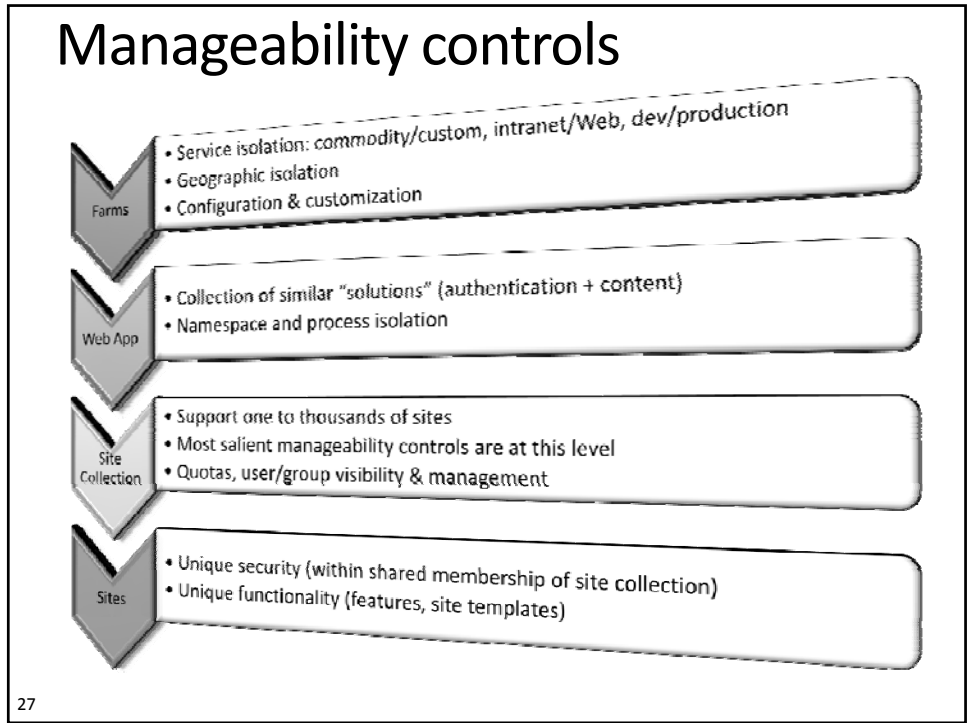 Manageability controls
Farms
• Service isolation: commodity/custom, intranet/Web, dev/production
• Geographic isolation
• Configuration & customization
Web App
• Collection of similar "solutions" (authentication + content)
• Namespace and process isolation
Site
Collection
• Support one to thousands of sites
• Most salient manageability controls are at this level
• Quotas, user/group visibility & management
Sites
• Unique security (within shared membership of site collection)
• Unique functionality (features, site templates)
27